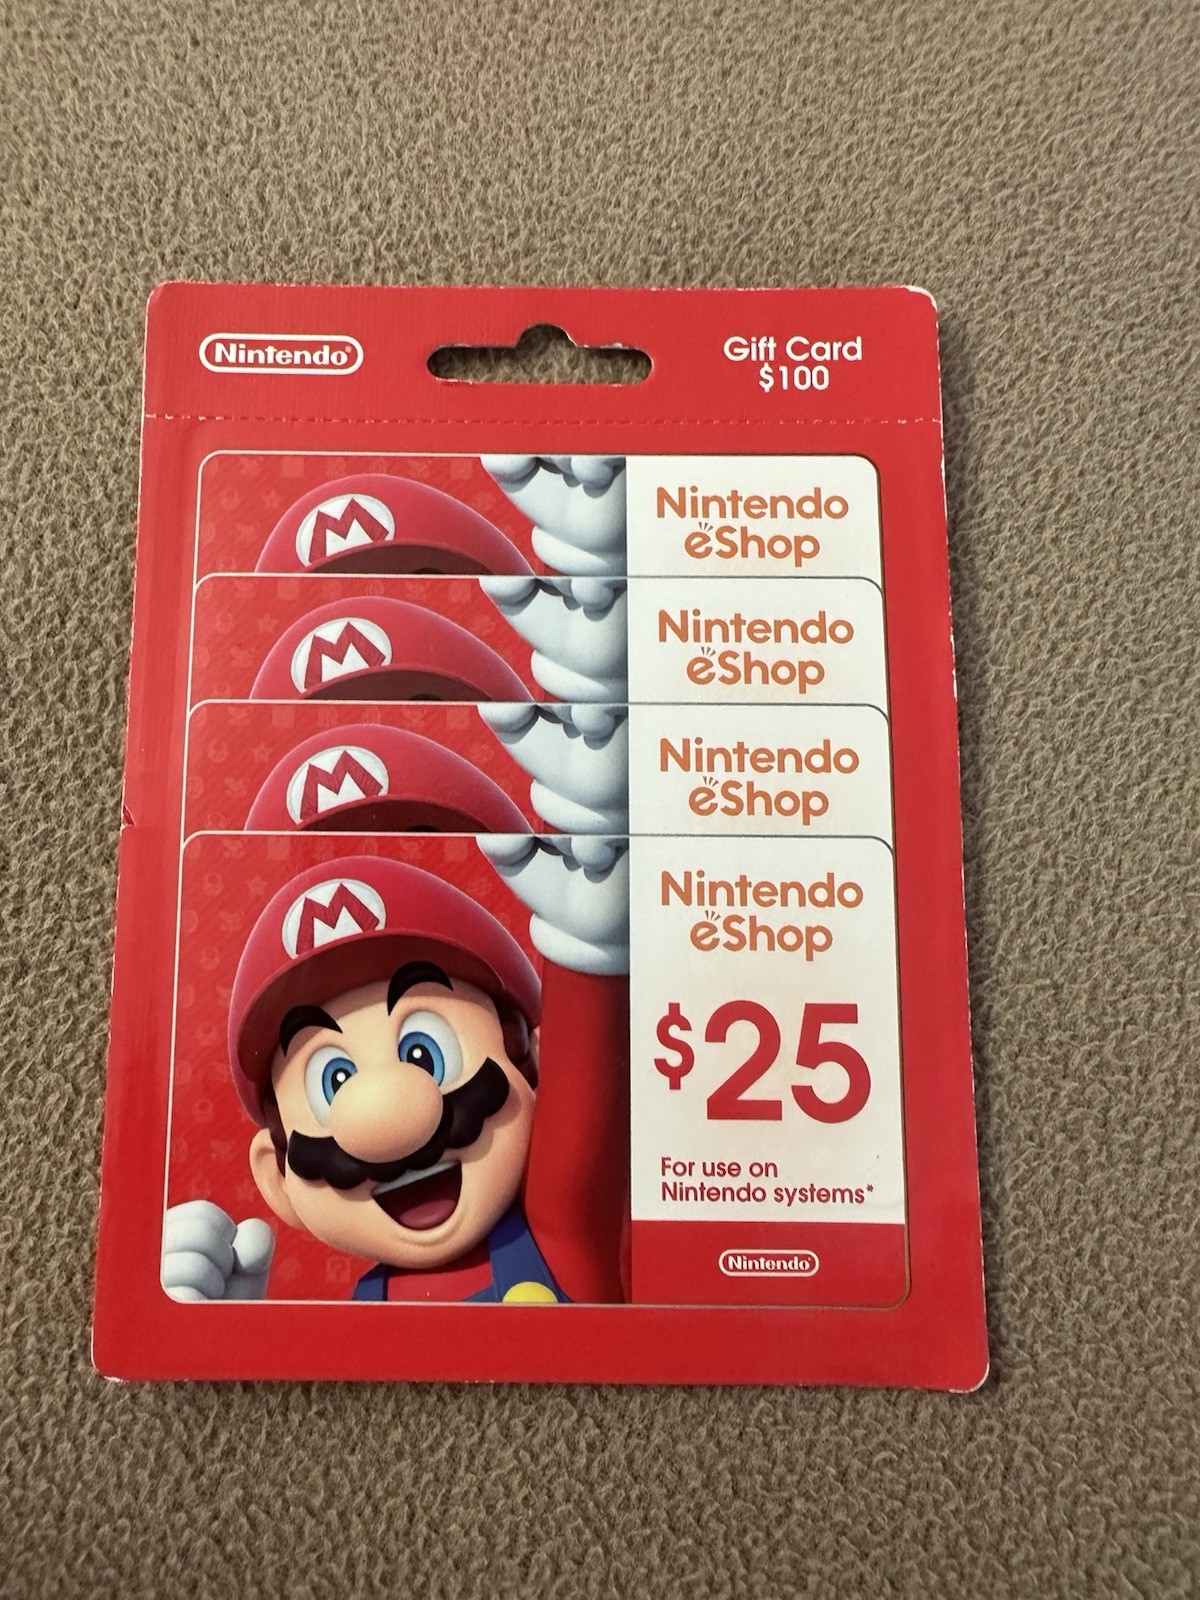 Nintendo®
Gift Card
$100
M
Nintendo
eShop
M
Nintendo
eShop
M
Nintendo
eShop
M
Nintendo
eShop
$25
For use on
Nintendo systems*
Nintendo®